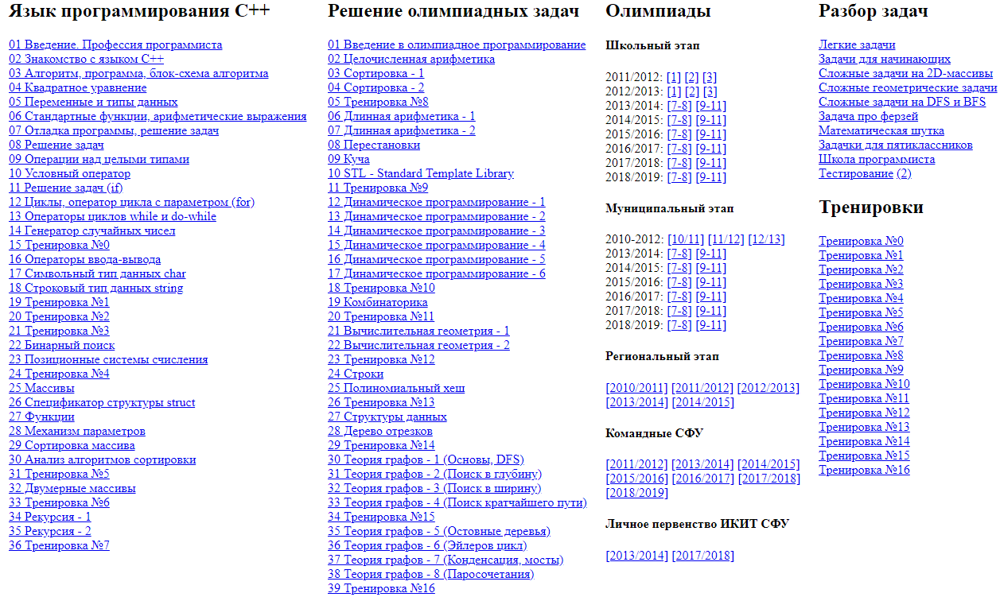 Язык программирования C++
01 Введение. Профессия программиста
02 Знакомство с языком C++
03 Алгоритм, программа, блок-схема алгоритма
04 Квадратное уравнение
05 Переменные и типы данных
06 Стандартные функции, арифметические выражения
07 Отладка программы, решение задач
08 Решение задач
09 Операции над целыми типами
10 Условный оператор
11 Решение задач (if)
12 Циклы, оператор цикла с параметром (for)
13 Операторы циклов while и do-while
14 Генератор случайных чисел
15 Тренировка №0
16 Операторы ввода-вывода
17 Символьный тип данных char
18 Строковый тип данных string
19 Тренировка №1
20 Тренировка №2
21 Тренировка №3
22 Бинарный поиск
23 Позиционные системы счисления
24 Тренировка №4
25 Массивы
26 Спецификатор структуры struct
27 Функции
28 Механизм параметров
29 Сортировка массива
30 Анализ алгоритмов сортировки
31 Тренировка №5
32 Двумерные массивы
33 Тренировка №6
34 Рекурсия - 1
35 Рекурсия - 2
36 Тренировка №7
Решение олимпиадных задач
01 Введение в олимпиадное программирование
02 Целочисленная арифметика
03 Сортировка - 1
04 Сортировка - 2
05 Тренировка №8
06 Длинная арифметика - 1
07 Длинная арифметика - 2
08 Перестановки
09 Куча
10 STL - Standard Template Library
11 Тренировка №9
12 Динамическое программирование - 1
13 Динамическое программирование - 2
14 Динамическое программирование - 3
15 Динамическое программирование - 4
16 Динамическое программирование - 5
17 Динамическое программирование - 6
18 Тренировка №10
19 Комбинаторика
20 Тренировка №11
21 Вычислительная геометрия - 1
22 Вычислительная геометрия - 2
23 Тренировка №12
24 Строки
25 Полиномиальный хеш
26 Тренировка №13
27 Структуры данных
28 Дерево отрезков
29 Тренировка №14
30 Теория графов - 1 (Основы, DFS)
31 Теория графов - 2 (Поиск в глубину)
32 Теория графов - 3 (Поиск в ширину)
33 Теория графов - 4 (Поиск кратчайшего пути)
34 Тренировка №15
35 Теория графов - 5 (Остовные деревья)
36 Теория графов - 6 (Эйлеров цикл)
37 Теория графов - 7 (Конденсация, мосты)
38 Теория графов - 8 (Паросочетания)
39 Тренировка №16
Олимпиады
Школьный этап
2011/2012: [1] [2] [3]
2012/2013: [1] [2] [3]
2013/2014: [7-8] [9-11]
2014/2015: [7-8] [9-11]
2015/2016: [7-8] [9-11]
2016/2017: [7-8] [9-11]
2017/2018: [7-8] [9-11]
2018/2019: [7-8] [9-11]
Муниципальный этап
2010-2012: [10/11] [11/12] [12/13]
2013/2014: [7-8] [9-11]
2014/2015: [7-8] [9-11]
2015/2016: [7-8] [9-11]
2016/2017: [7-8] [9-11]
2017/2018: [7-8] [9-11]
2018/2019: [7-8] [9-11]
Региональный этап
[2010/2011] [2011/2012] [2012/2013]
[2013/2014] [2014/2015]
Командные СФУ
[2011/2012] [2013/2014] [2014/2015]
[2015/2016] [2016/2017] [2017/2018]
[2018/2019]
Личное первенство ИКИТ СФУ
[2013/2014] [2017/2018]
Разбор задач
Легкие задачи
Задачи для начинающих
Сложные задачи на 2D-массивы
Сложные геометрические задачи
Сложные задачи на DFS и BFS
Задача про ферзей
Математическая шутка
Задачки для пятиклассников
Школа программиста
Тестирование (2)
Тренировки
Тренировка №0
Тренировка №1
Тренировка №2
Тренировка №3
Тренировка №4
Тренировка №5
Тренировка №6
Тренировка №7
Тренировка №8
Тренировка №9
Тренировка №10
Тренировка №11
Тренировка №12
Тренировка №13
Тренировка №14
Тренировка №15
Тренировка №16